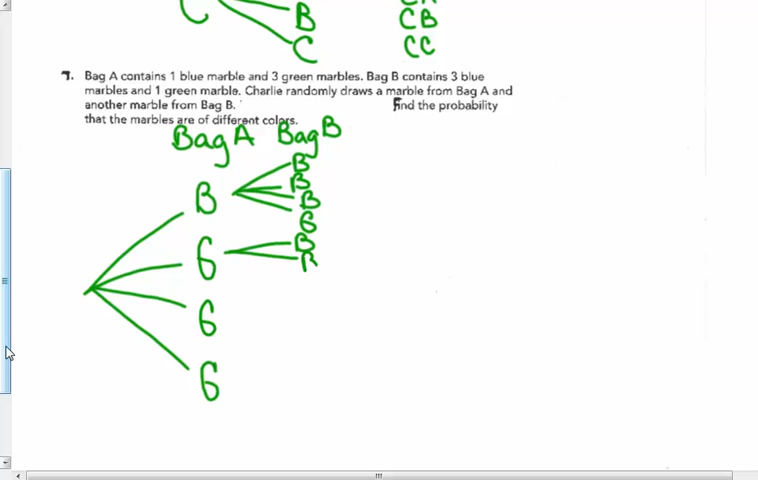 C B
C CB
C CC
7. Bag A contains 1 blue marble and 3 green marbles. Bag B contains 3 blue
marbles and 1 green marble. Charlie randomly draws a marble from Bag A and
another marble from Bag B. Find the probability
that the marbles are of different colors.
Bag A Bag B
B
B
B B
G
G B
B
G
G